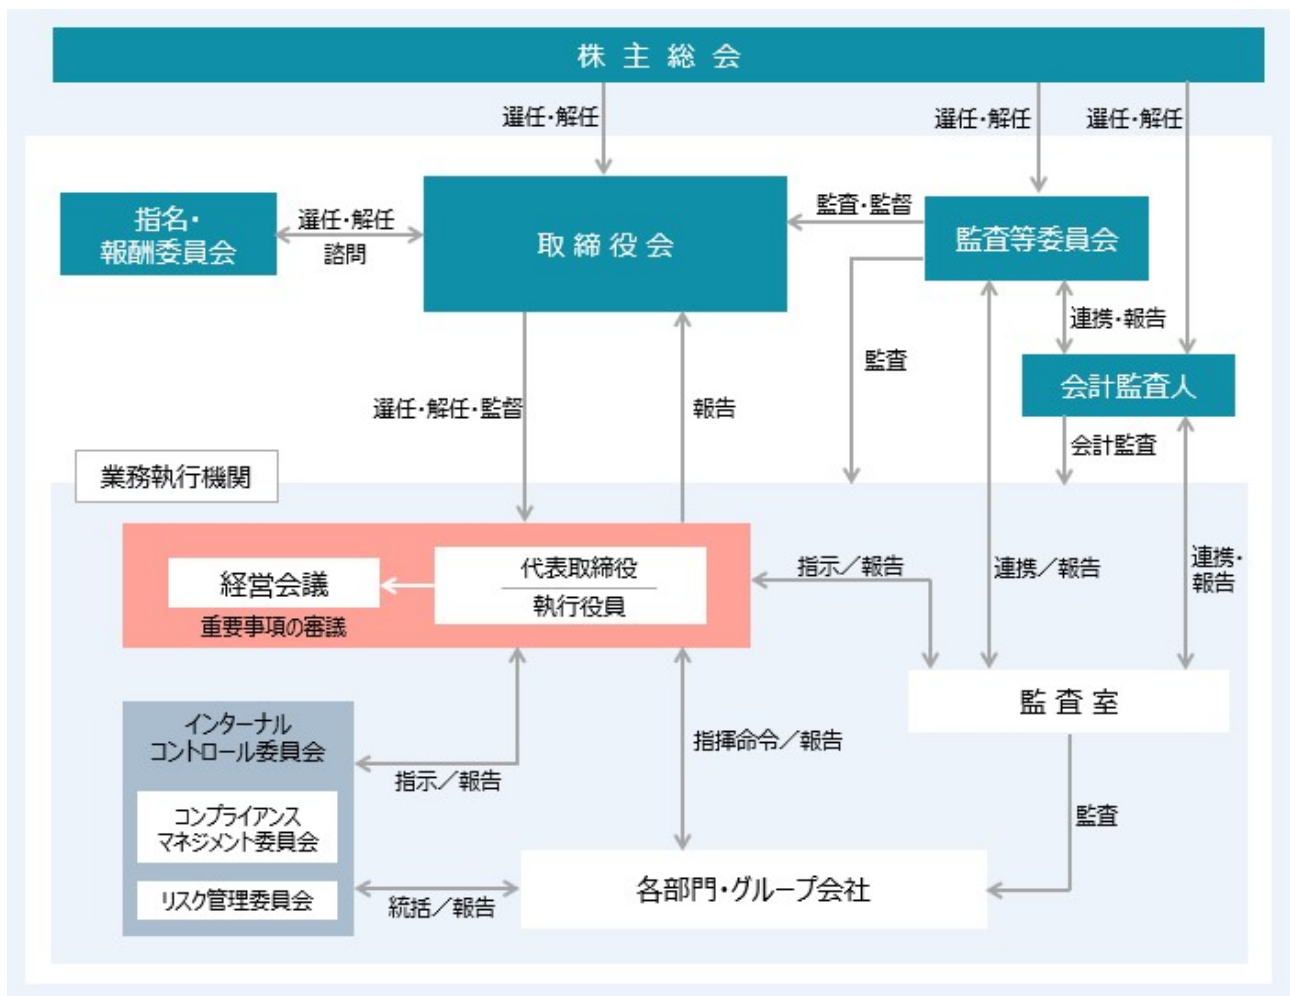 株主総会
選任・解任
選任・解任
選任・解任
指名・
報酬委員会
選任・解任
諮問
取締役会
監査・監督
監査等委員会
連携・報告
監査
会計監査人
選任・解任・監督
報告
会計監査
業務執行機関
経営会議
重要事項の審議
代表取締役
執行役員
指示／報告
連携／報告
連携・
報告
監査室
インターナル
コントロール委員会
指示／報告
指揮命令／報告
コンプライアンス
マネジメント委員会
監査
リスク管理委員会
統括／報告
各部門・グループ会社